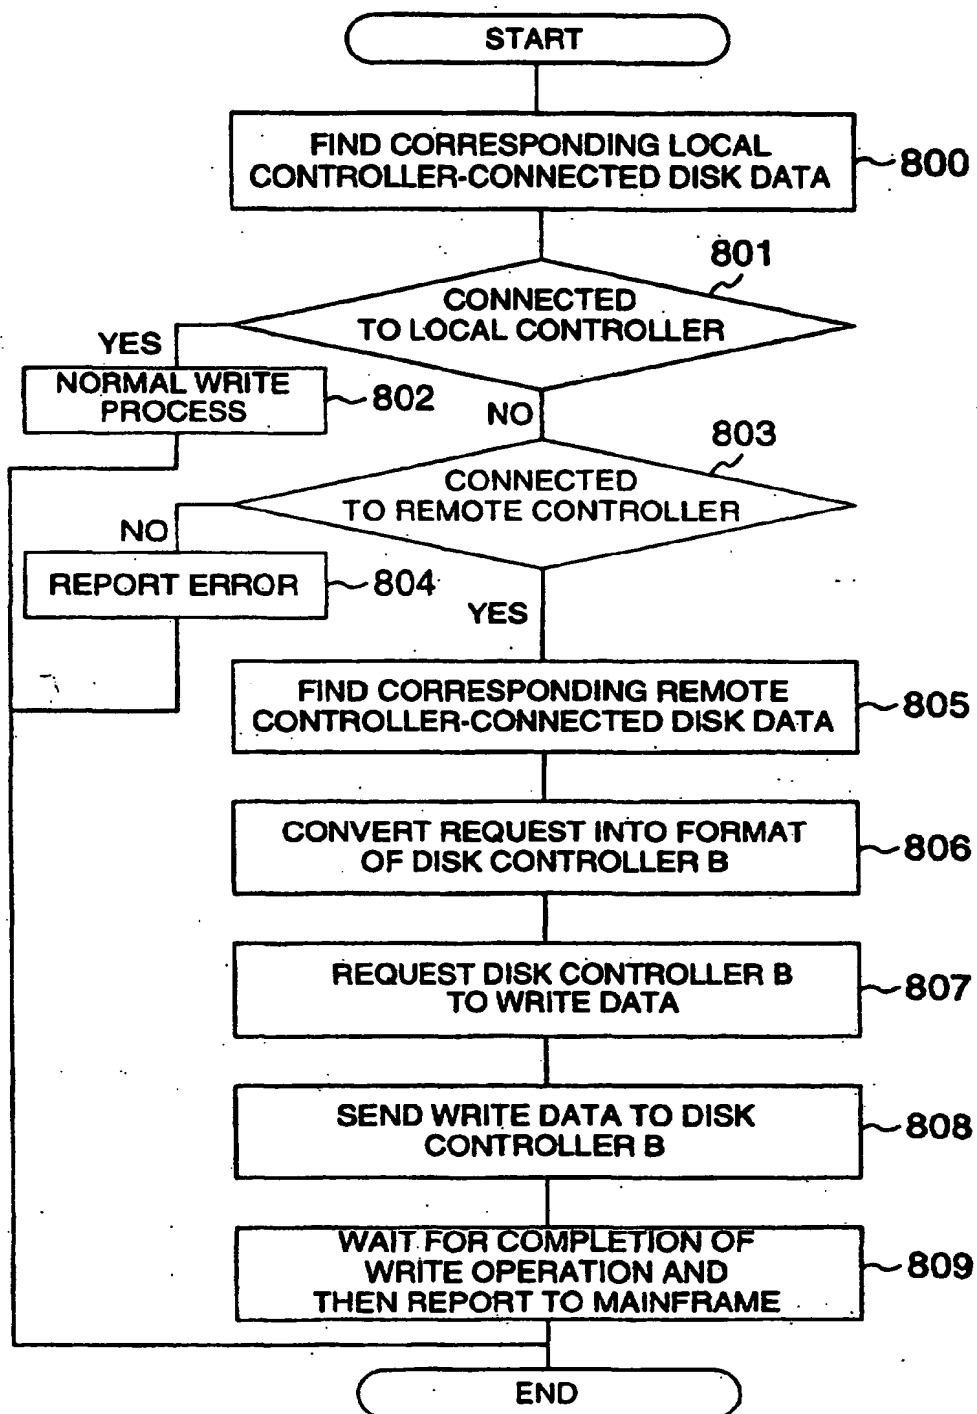 START
FIND CORRESPONDING LOCAL
CONTROLLER-CONNECTED DISK DATA
800
801
CONNECTED
TO LOCAL CONTROLLER
YES
NORMAL WRITE
PROCESS
802
NO
803
CONNECTED
TO REMOTE CONTROLLER
NO
REPORT ERROR
804
YES
FIND CORRESPONDING REMOTE
CONTROLLER-CONNECTED DISK DATA
805
CONVERT REQUEST INTO FORMAT
OF DISK CONTROLLER B
806
REQUEST DISK CONTROLLER B
TO WRITE DATA
807
SEND WRITE DATA TO DISK
CONTROLLER B
808
WAIT FOR COMPLETION OF
WRITE OPERATION AND
THEN REPORT TO MAINFRAME
809
END